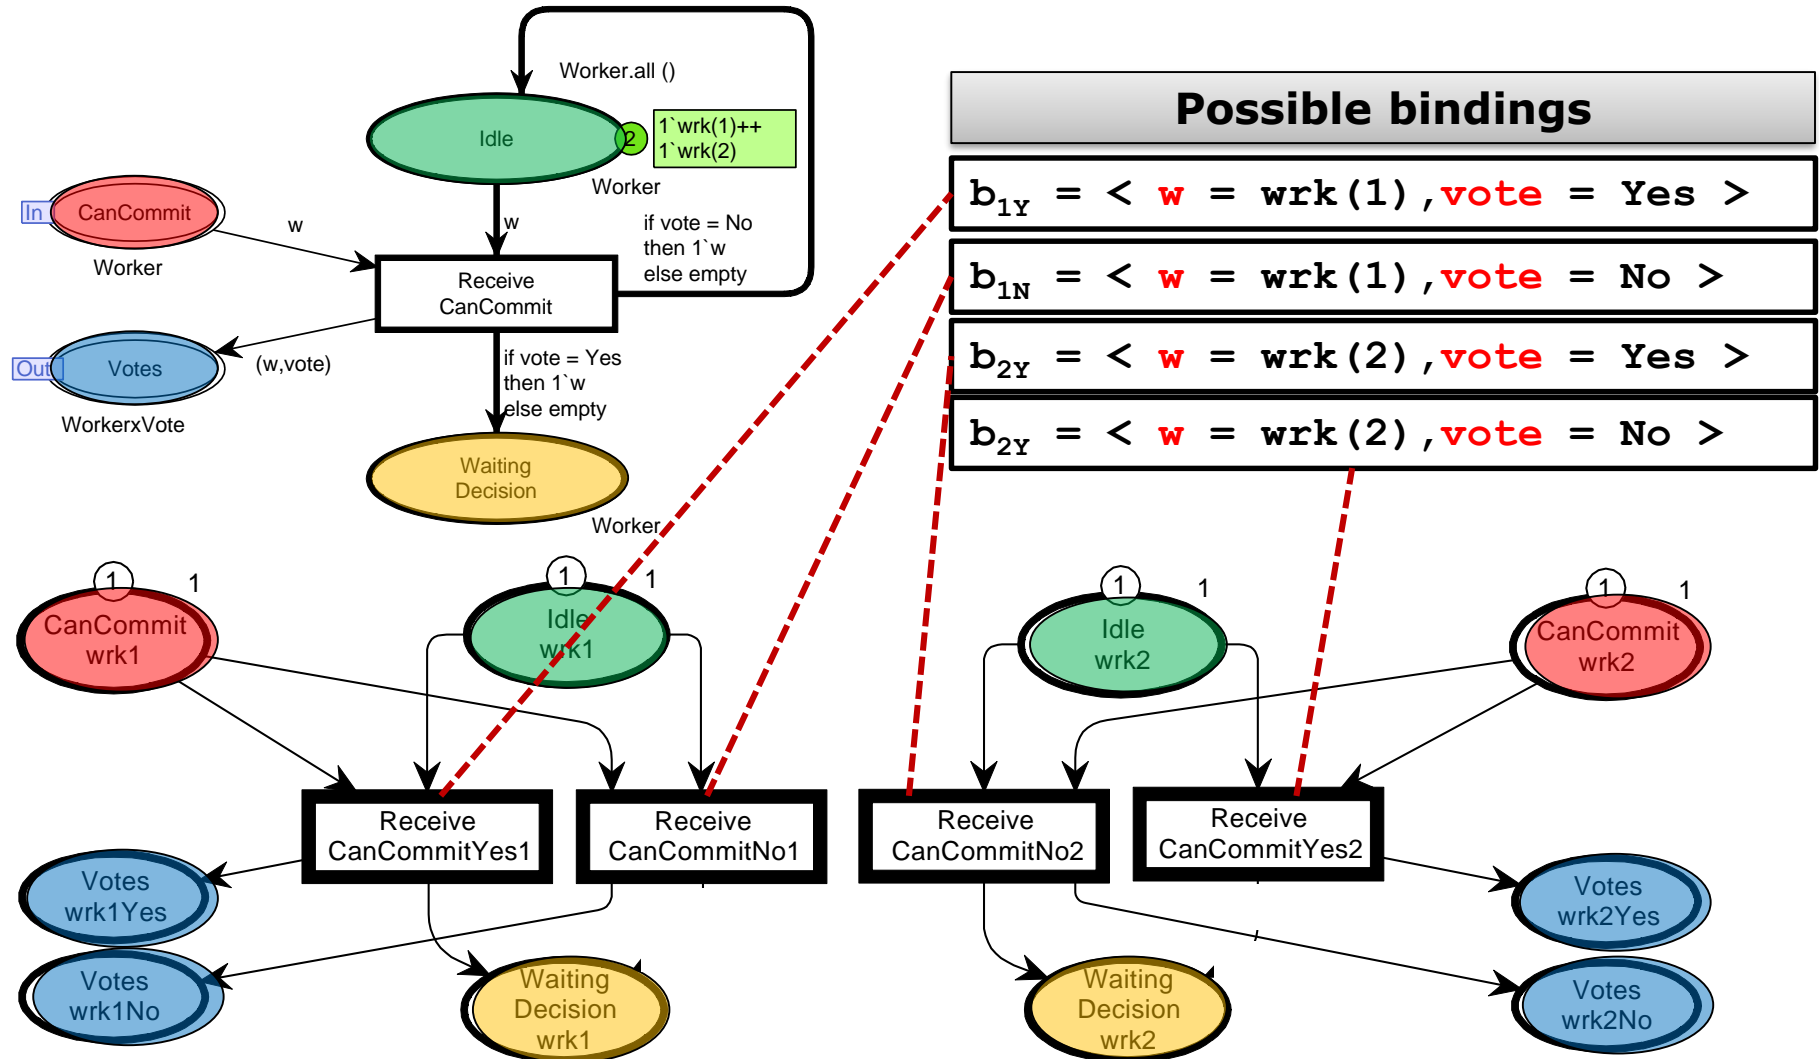 Worker.all ()
Idle
2
1`wrk(1)++
1`wrk(2)
Worker
In
CanCommit
Worker
w
w
if vote = No
then 1`w
else empty
Receive
CanCommit
Out
Votes
WorkerxVote
(w,vote)
if vote = Yes
then 1`w
else empty
Waiting
Decision
Worker
Possible bindings
b1Y = < w = wrk(1),vote = Yes >
b1N = < w = wrk(1),vote = No >
b2Y = < w = wrk(2),vote = Yes >
b2Y = < w = wrk(2),vote = No >
1
1
CanCommit
wrk1
1
1
Idle
wrk1
1
1
Idle
wrk2
1
1
CanCommit
wrk2
Receive
CanCommitYes1
Receive
CanCommitNo1
Receive
CanCommitNo2
Receive
CanCommitYes2
Votes
wrk1Yes
Votes
wrk1No
Waiting
Decision
wrk1
Waiting
Decision
wrk2
Votes
wrk2Yes
Votes
wrk2No